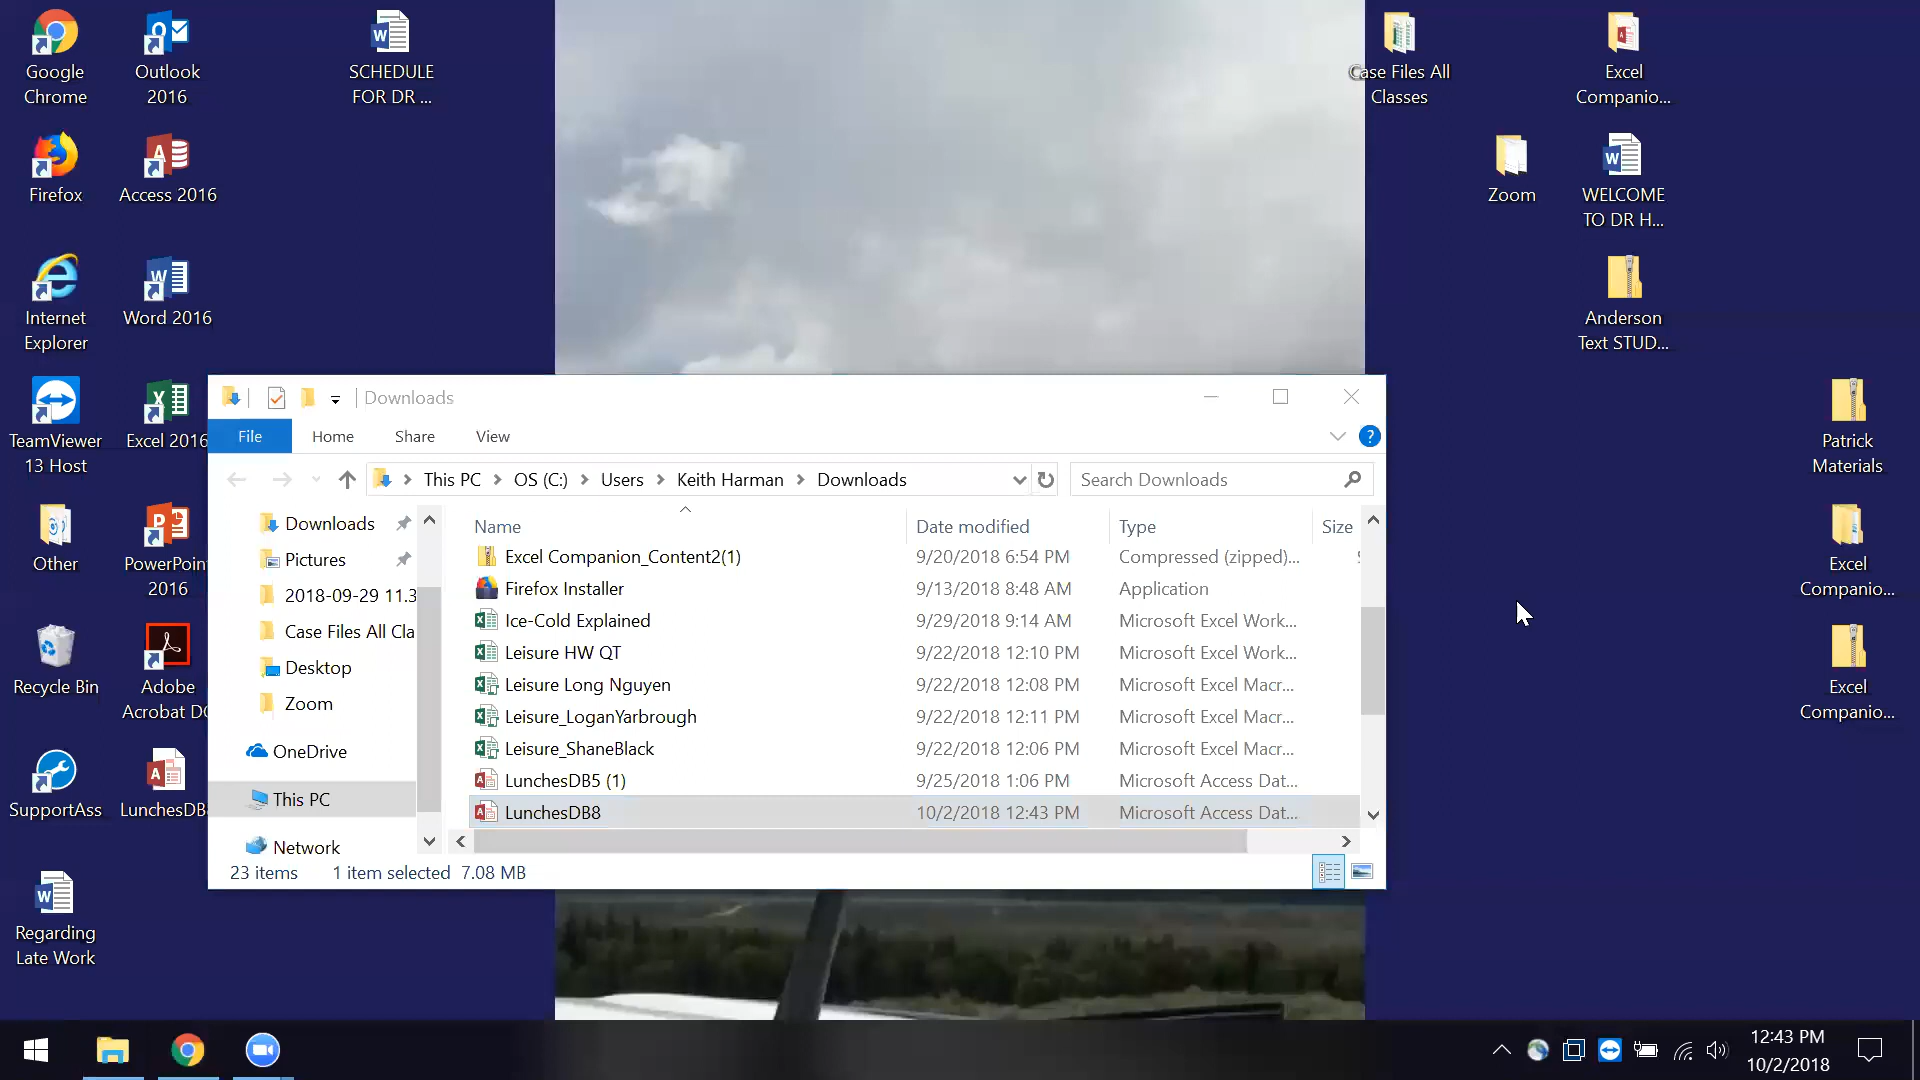 Google
Chrome
Outlook
2016
SCHEDULE
FOR DR ...
Case Files All
Classes
Excel
Companio...
Firefox
Access 2016
Zoom
WELCOME
TO DR H...
Internet
Explorer
Word 2016
Anderson
Text STUD...
TeamViewer
13 Host
Excel 2016
Patrick
Materials
Other
PowerPoin
2016
Excel
Companio...
Recycle Bin
Adobe
Acrobat DC
Excel
Companio...
SupportAss
LunchesDB
Regarding
Late Work
Downloads
File Home Share View
This PC OS (C:) Users Keith Harman Downloads
Search Downloads
Downloads
Pictures
2018-09-29 11.3
Case Files All Cla
Desktop
Zoom
OneDrive
This PC
Network
Name Date modified Type Size
Excel Companion_Content2(1) 9/20/2018 6:54 PM Compressed (zipped)...
Firefox Installer 9/13/2018 8:48 AM Application
Ice-Cold Explained 9/29/2018 9:14 AM Microsoft Excel Work...
Leisure HW QT 9/22/2018 12:10 PM Microsoft Excel Work...
Leisure Long Nguyen 9/22/2018 12:08 PM Microsoft Excel Macr...
Leisure_LoganYarbrough 9/22/2018 12:11 PM Microsoft Excel Macr...
Leisure_ShaneBlack 9/22/2018 12:06 PM Microsoft Excel Macr...
LunchesDB5 (1) 9/25/2018 1:06 PM Microsoft Access Dat...
LunchesDB8 10/2/2018 12:43 PM Microsoft Access Dat...
23 items 1 item selected 7.08 MB
12:43 PM
10/2/2018